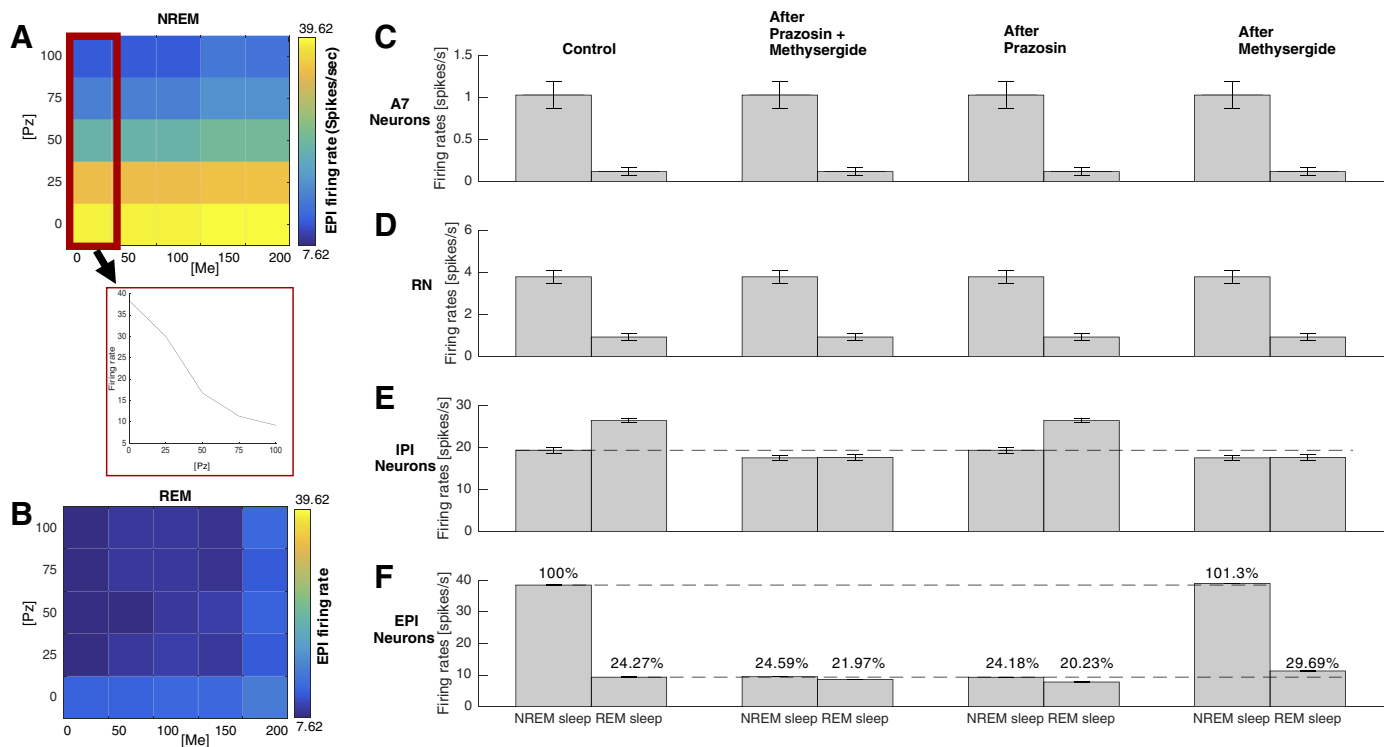 A
NREM
39.62
100
75
50
25
0
[Pz]
0 50 100 150 200
[Me]
7.62
EPI firing rate (Spikes/sec)
40
35
30
25
20
15
10
5
Firing rate
0 25 50 75 100
[Pz]
B
REM
39.62
100
75
50
25
0
[Pz]
0 50 100 150 200
[Me]
7.62
EPI firing rate
C
Control
After
Prazosin +
Methysergide
After
Prazosin
After
Methysergide
A7
Neurons
Firing rates [spikes/s]
1.5
1
0.5
0
D
RN
Firing rates [spikes/s]
6
4
2
0
E
IPI
Neurons
Firing rates [spikes/s]
30
20
10
0
F
EPI
Neurons
Firing rates [spikes/s]
40
30
20
10
0
100%
24.27%
24.59%
21.97%
24.18%
20.23%
101.3%
29.69%
NREM sleep REM sleep
NREM sleep REM sleep
NREM sleep REM sleep
NREM sleep REM sleep